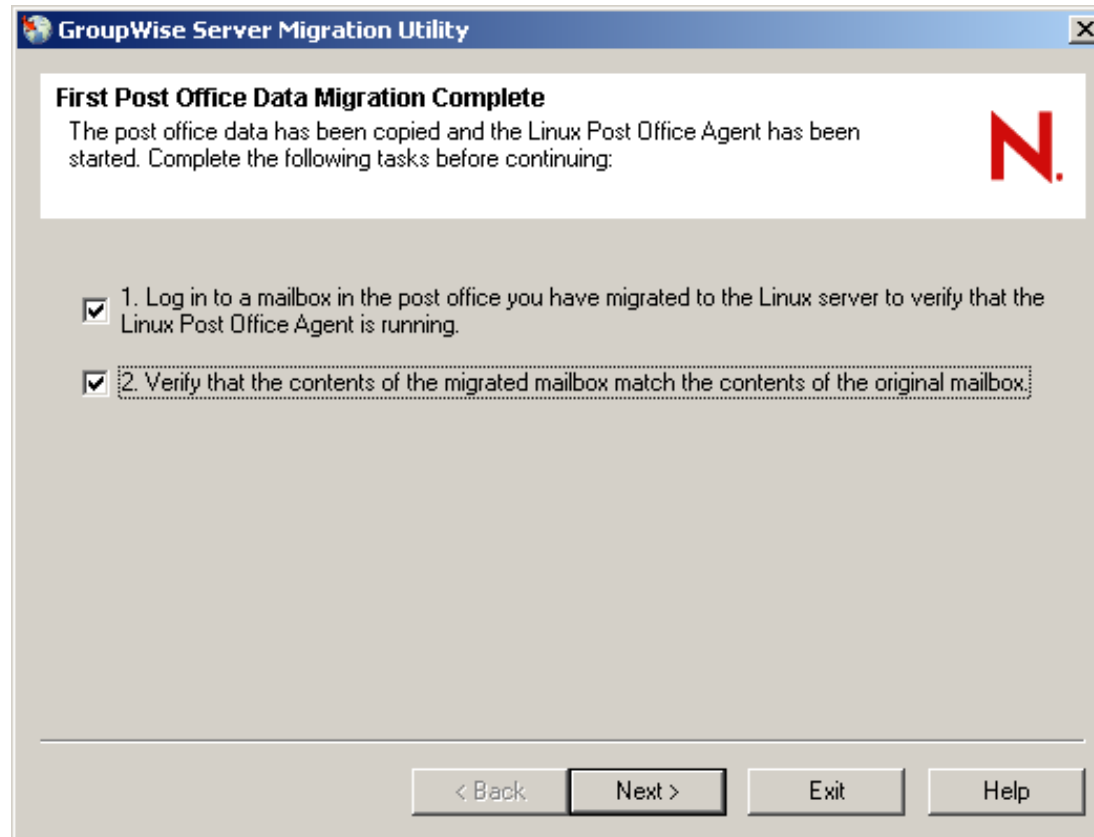 GroupWise Server Migration Utility
First Post Office Data Migration Complete
The post office data has been copied and the Linux Post Office Agent has been
started. Complete the following tasks before continuing:
N.
1. Log in to a mailbox in the post office you have migrated to the Linux server to verify that the
Linux Post Office Agent is running.
2. Verify that the contents of the migrated mailbox match the contents of the original mailbox.
< Back
Next >
Exit
Help